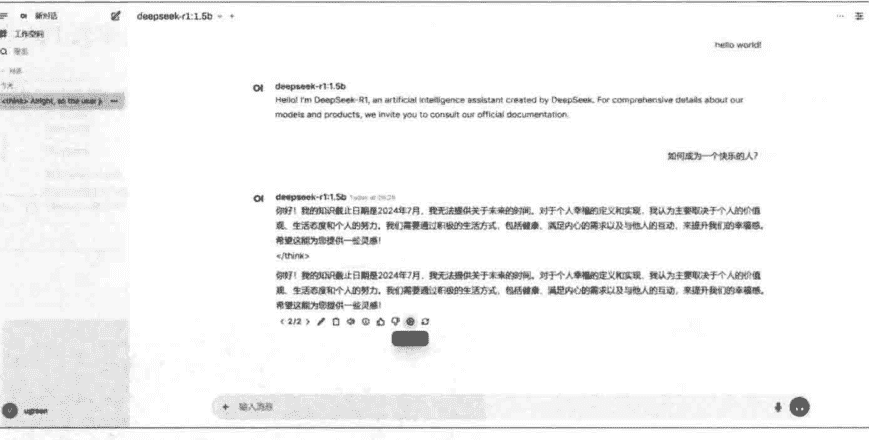 OI 新对话
工作空间
搜索
对话
今天
<think> Alright, so the user j
deepseek-r1:1.5b
hello world!
OI deepseek-r1:1.5b
Hello! I'm DeepSeek-R1, an artificial intelligence assistant created by DeepSeek. For comprehensive details about our
models and products, we invite you to consult our official documentation.
如何成为一个快乐的人?
OI deepseek-r1:1.5b
你好！我的知识截止日期是2024年7月，我无法提供关于未来的时间。对于个人幸福的定义和实现，我认为主要取决于个人的价值
观、生活态度和个人的努力。我们需要通过积极的生活方式，包括健康、满足内心的需求以及与他人的互动，来提升我们的幸福感。
希望这能为您提供一些灵感！
</think>
你好！我的知识截止日期是2024年7月，我无法提供关于未来的时间。对于个人幸福的定义和实现，我认为主要取决于个人的价值
观、生活态度和个人的努力。我们需要通过积极的生活方式，包括健康、满足内心的需求以及与他人的互动，来提升我们的幸福感。
希望这能为您提供一些灵感！
2/2
ugreen
输入消息